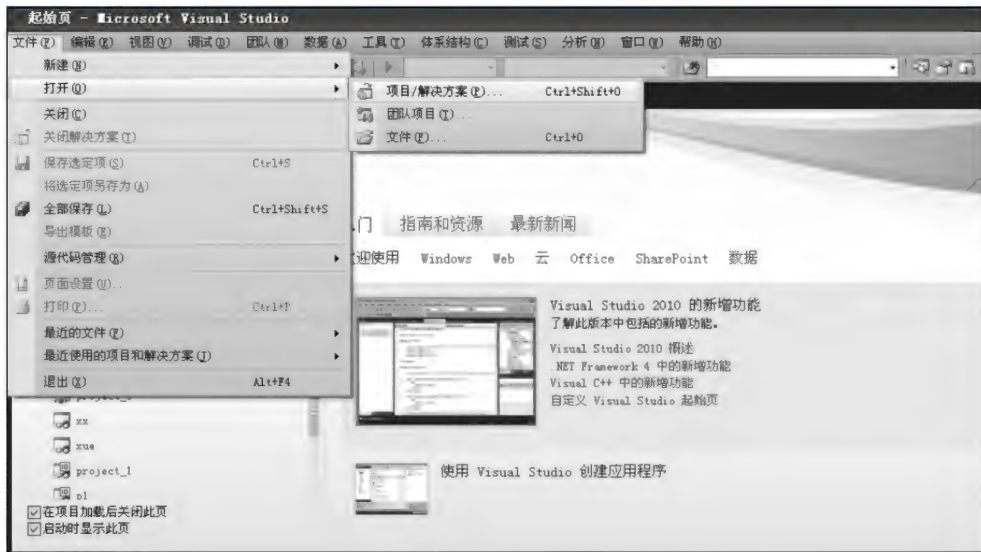 起始页 - Microsoft Visual Studio
文件(F) 编辑(E) 视图(V) 调试(D) 团队(M) 数据(A) 工具(T) 体系结构(C) 测试(S) 分析(N) 窗口(W) 帮助(H)
新建(N)
打开(O)
项目/解决方案(P)... Ctrl+Shift+O
团队项目(T)...
文件(F)... Ctrl+O
关闭(C)
关闭解决方案(T)
保存选定项(S) Ctrl+S
将选定项另存为(A)
全部保存(L) Ctrl+Shift+S
导出模板(E)
源代码管理(R)
页面设置(U)..
打印(P)... Ctrl+P
最近的文件(F)
最近使用的项目和解决方案(J)
退出(X) Alt+F4
门 指南和资源 最新新闻
迎使用 Windows Web 云 Office SharePoint 数据
Visual Studio 2010 的新增功能
了解此版本中包括的新增功能。
Visual Studio 2010 概述
.NET Framework 4 中的新增功能
Visual C++ 中的新增功能
自定义 Visual Studio 起始页
xx
xue
project_1
p1
使用 Visual Studio 创建应用程序
在项目加载后关闭此页
启动时显示此页